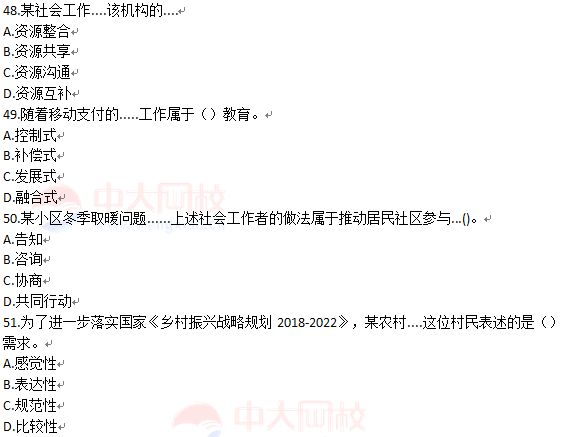 48.某社会工作....该机构的....↵
A.资源整合↵
B.资源共享↵
C.资源沟通↵
D.资源互补↵
49.随着移动支付的.....工作属于（）教育。↵
A.控制式↵
B.补偿式↵
C.发展式↵
D.融合式↵
50.某小区冬季取暖问题......上述社会工作者的做法属于推动居民社区参与...()。↵
A.告知↵
B.咨询↵
C.协商↵
D.共同行动↵
51.为了进一步落实国家《乡村振兴战略规划 2018-2022》，某农村....这位村民表述的是（）
需求。↵
A.感觉性↵
B.表达性↵
C.规范性↵
D.比较性↵
中大网校
中大网校